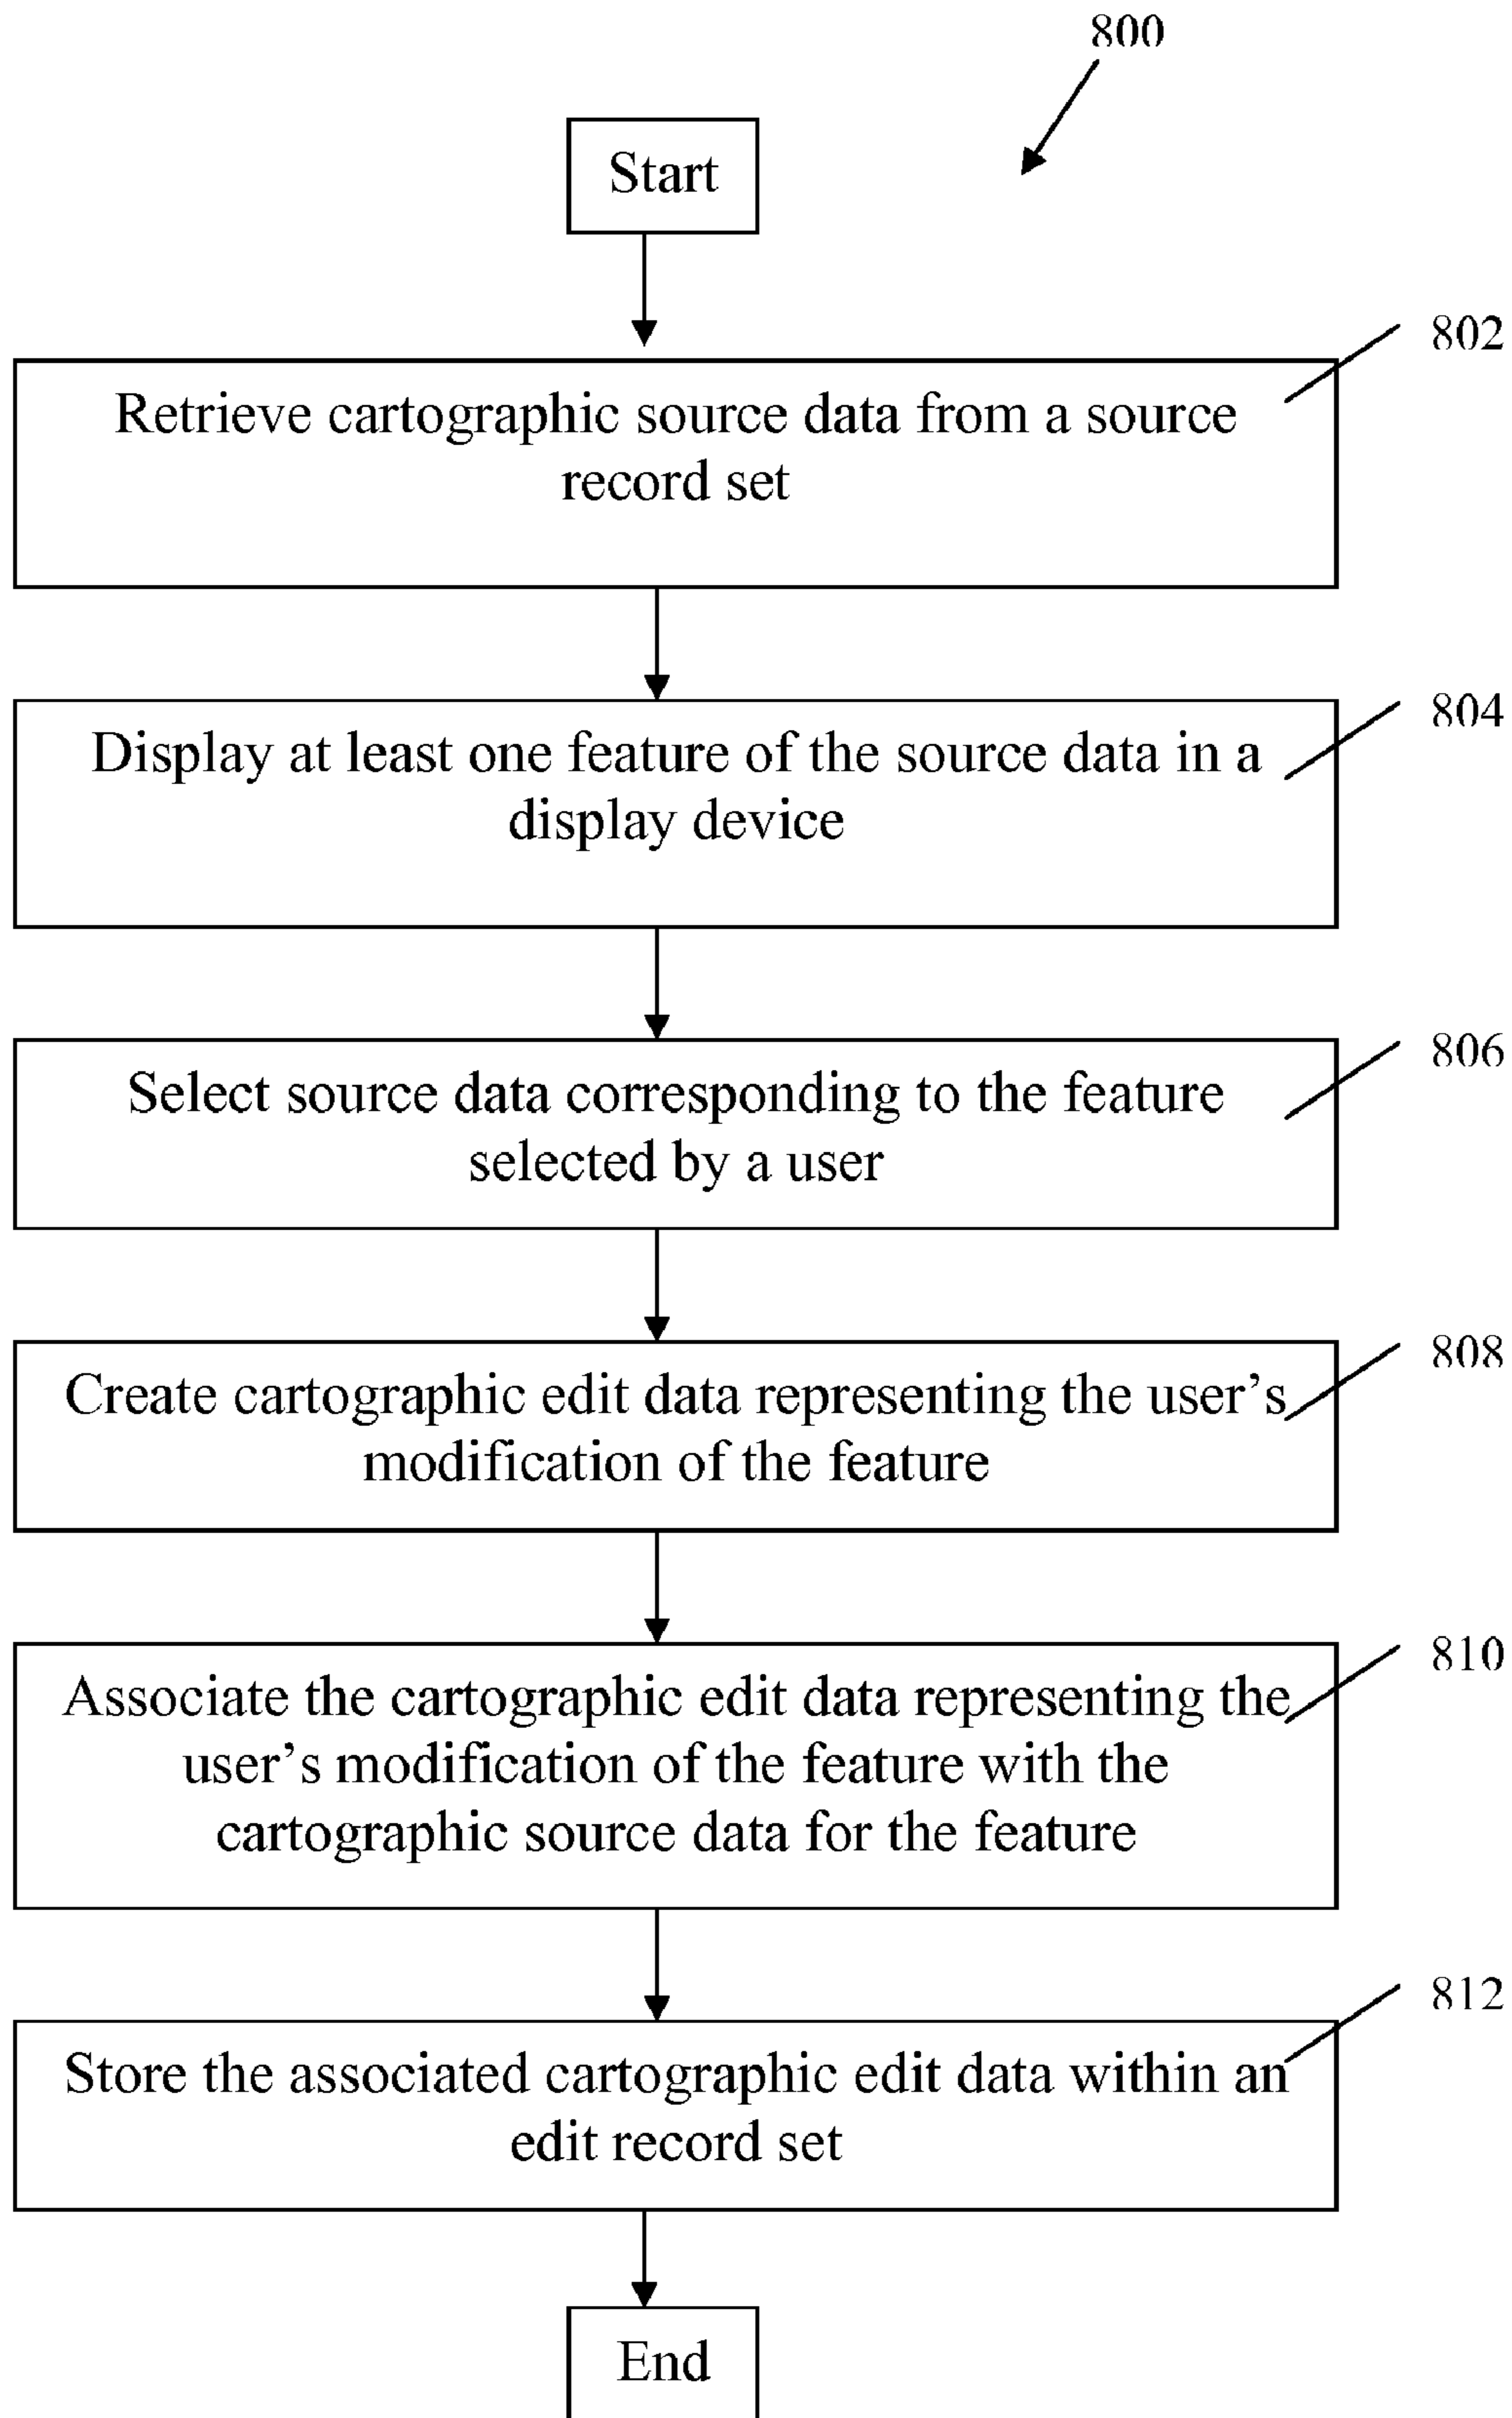 800
Start
802
Retrieve cartographic source data from a source
record set
804
Display at least one feature of the source data in a
display device
806
Select source data corresponding to the feature
selected by a user
808
Create cartographic edit data representing the user’s
modification of the feature
810
Associate the cartographic edit data representing the
user’s modification of the feature with the
cartographic source data for the feature
812
Store the associated cartographic edit data within an
edit record set
End